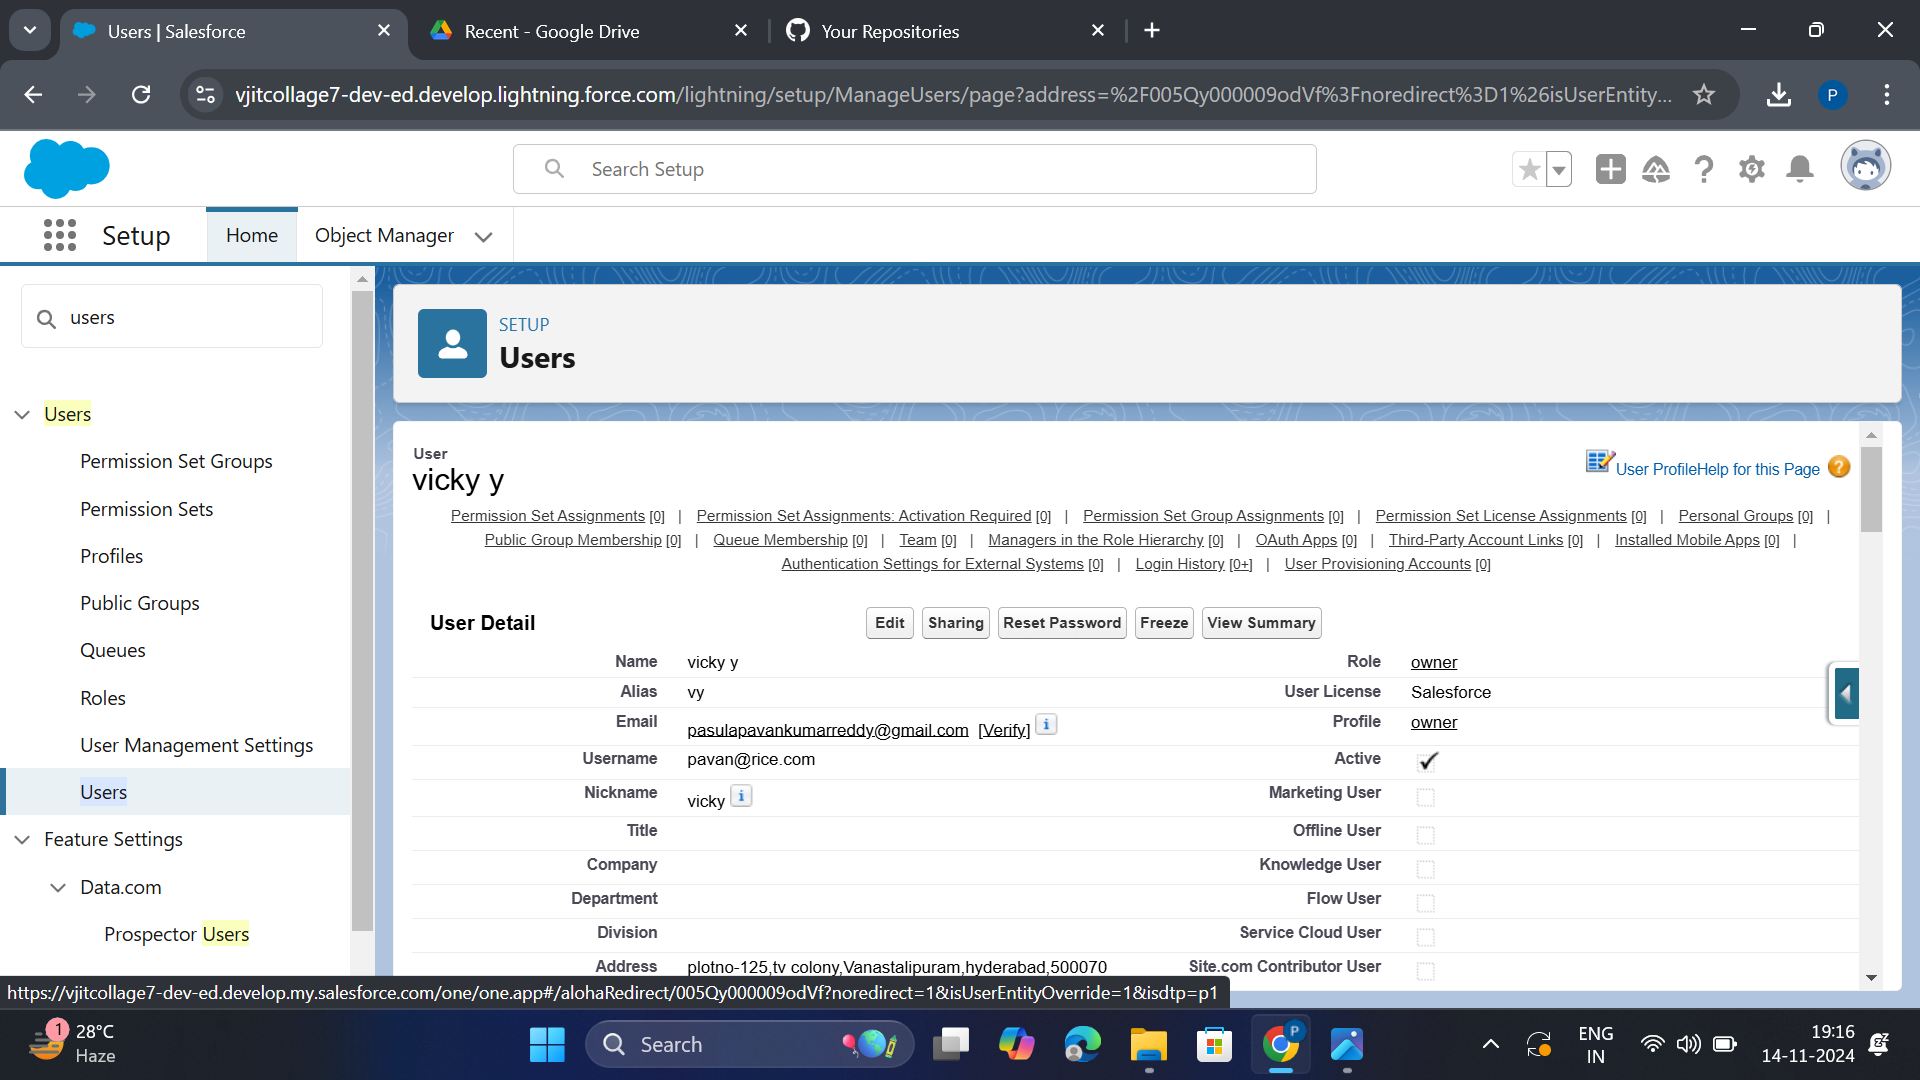 Users | Salesforce
Recent - Google Drive
Your Repositories
vjitcollage7-dev-ed.develop.lightning.force.com/lightning/setup/ManageUsers/page?address=%2F005Qy000009odVf%3Fnoredirect%3D1%26isUserEntity...
P
Search Setup
Setup
Home
Object Manager
users
Users
Permission Set Groups
Permission Sets
Profiles
Public Groups
Queues
Roles
User Management Settings
Users
Feature Settings
Data.com
Prospector Users
SETUP
Users
User
vicky y
User Profile Help for this Page ?
Permission Set Assignments [0] | Permission Set Assignments: Activation Required [0] | Permission Set Group Assignments [0] | Permission Set License Assignments [0] | Personal Groups [0] |
Public Group Membership [0] | Queue Membership [0] | Team [0] | Managers in the Role Hierarchy [0] | OAuth Apps [0] | Third-Party Account Links [0] | Installed Mobile Apps [0] |
Authentication Settings for External Systems [0] | Login History [0+] | User Provisioning Accounts [0]
User Detail
Edit Sharing Reset Password Freeze View Summary
Name vicky y Role owner
Alias vy User License Salesforce
Email pasulapavankumarreddy@gmail.com [Verify] i Profile owner
Username pavan@rice.com Active
Nickname vicky i Marketing User
Title Offline User
Company Knowledge User
Department Flow User
Division Service Cloud User
Address plotno-125,tv colony,Vanastalipuram,hyderabad,500070 Site.com Contributor User
https://vjitcollage7-dev-ed.develop.my.salesforce.com/one/one.app#/alohaRedirect/005Qy000009odVf?noredirect=1&isUserEntityOverride=1&isdtp=p1
1
28°C
Haze
Search
P
ENG
IN
19:16
14-11-2024